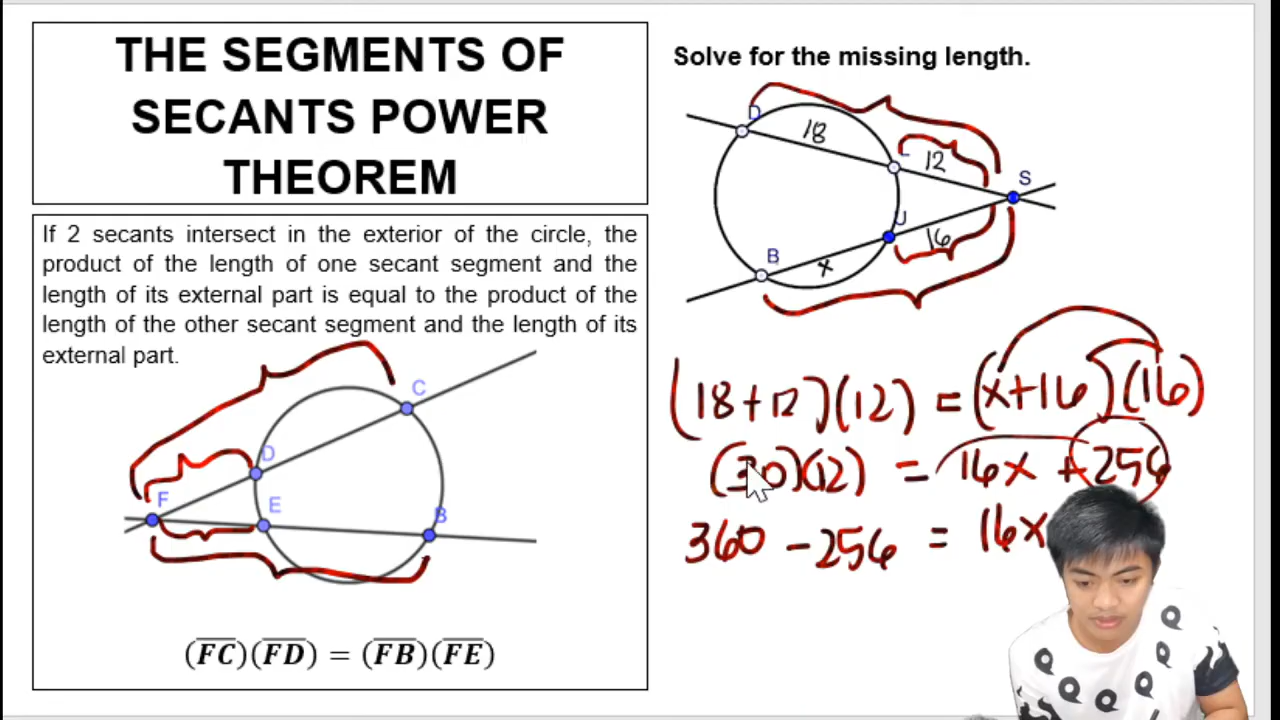 THE SEGMENTS OF
SECANTS POWER
THEOREM
If 2 secants intersect in the exterior of the circle, the
product of the length of one secant segment and the
length of its external part is equal to the product of the
length of the other secant segment and the length of its
external part.
C
D
F
E
B
(FC)(FD) = (FB)(FE)
Solve for the missing length.
D
18
L
12
S
U
16
B
x
(18+12)(12) = (x+16)(16)
(30)(12) = 16x + 256
360 - 256 = 16x